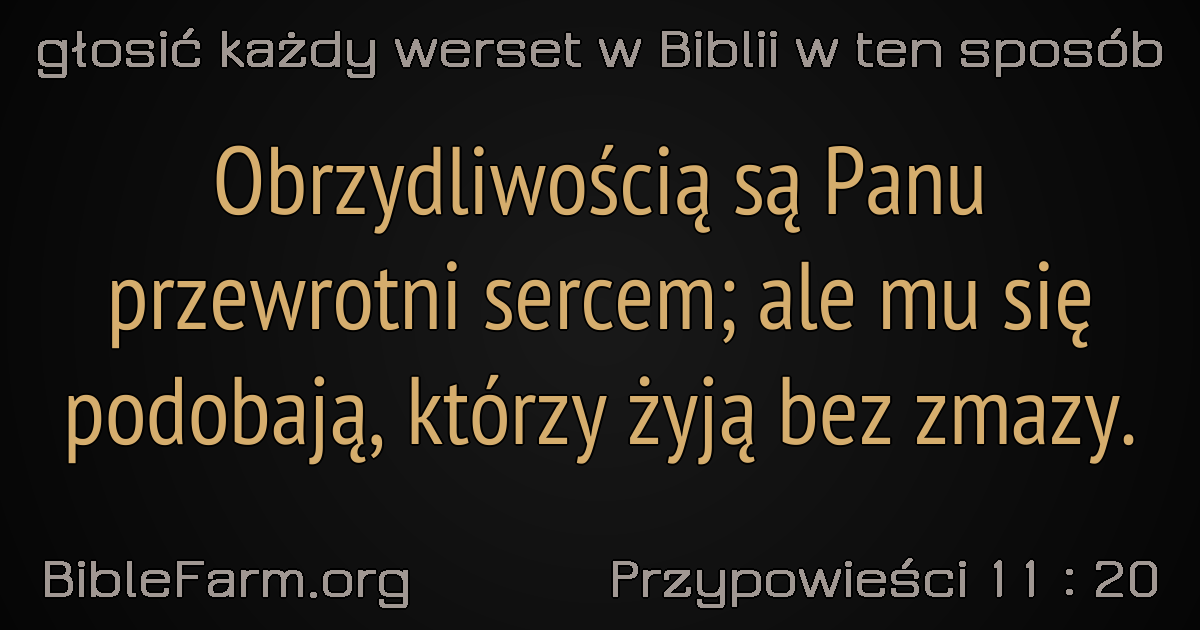 głosić każdy werset w Biblii w ten sposób
Obrzydliwością są Panu
przewrotni sercem; ale mu się
podobają, którzy żyją bez zmazy.
BibleFarm.org
Przypowieści 11 : 20